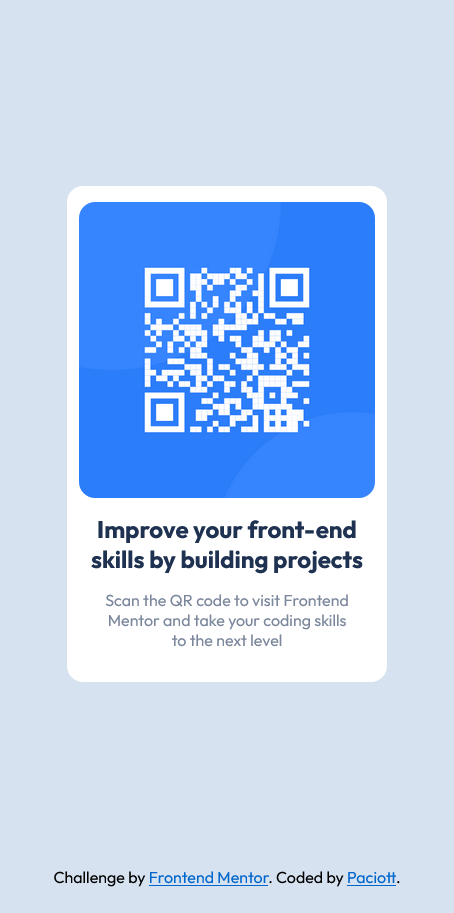 Improve your front-end
skills by building projects
Scan the QR code to visit Frontend
Mentor and take your coding skills
to the next level
Challenge by Frontend Mentor. Coded by Paciott.